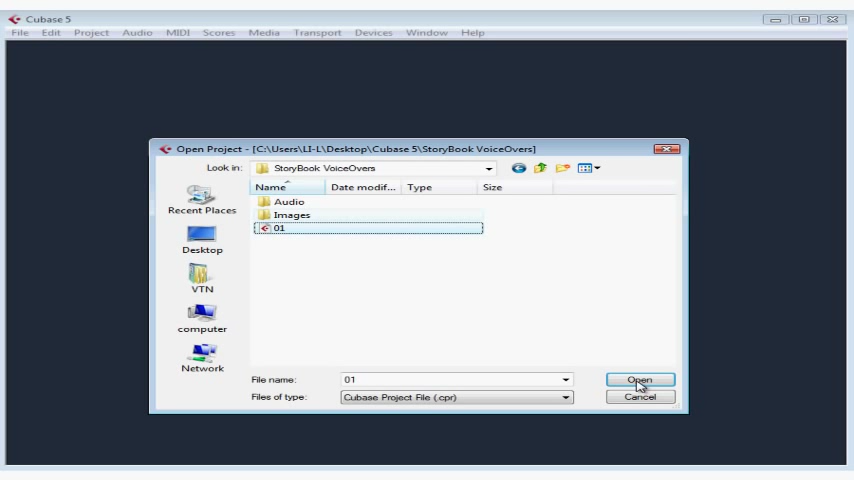 Cubase 5
File Edit Project Audio MIDI Scores Media Transport Devices Window Help
Open Project - [C:\Users\LI-L\Desktop\Cubase 5\StoryBook VoiceOvers]
Look in: StoryBook VoiceOvers
Name Date modif... Type Size
Recent Places
Desktop
VTN
computer
Network
Audio
Images
01
File name: 01
Open
Files of type: Cubase Project File (.cpr)
Cancel